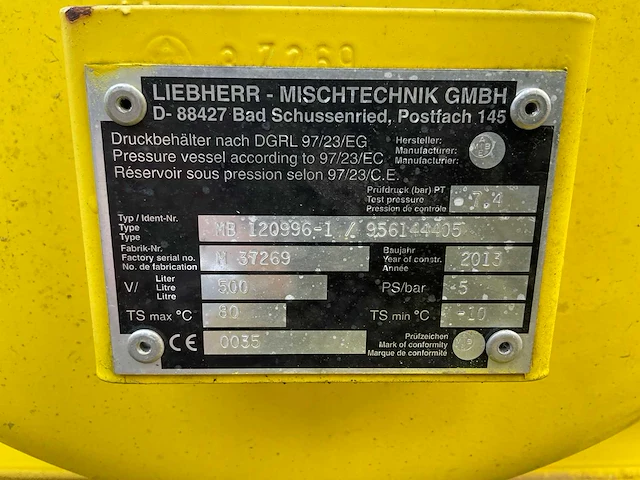 37269
LIEBHERR - MISCHTECHNIK GMBH
D- 88427 Bad Schussenried, Postfach 145
Druckbehälter nach DGRL 97/23/EG
Pressure vessel according to 97/23/EC
Réservoir sous pression selon 97/23/C.E.
Hersteller:
Manufacturer:
Manufacturier:
Prüfdruck (bar) PT
Test pressure
Pression de contrôle
7.4
Typ / Ident-Nr.
Type
Type
MB 120996-1 / 956144405
Fabrik-Nr.
Factory serial no.
No. de fabrication
M 37269
Baujahr
Year of constr.
Année
2013
V/
Liter
Litre
Litre
500
PS/bar
5
TS max °C
80
TS min °C
-10
CE
0035
Prüfzeichen
Mark of conformity
Marque de conformité